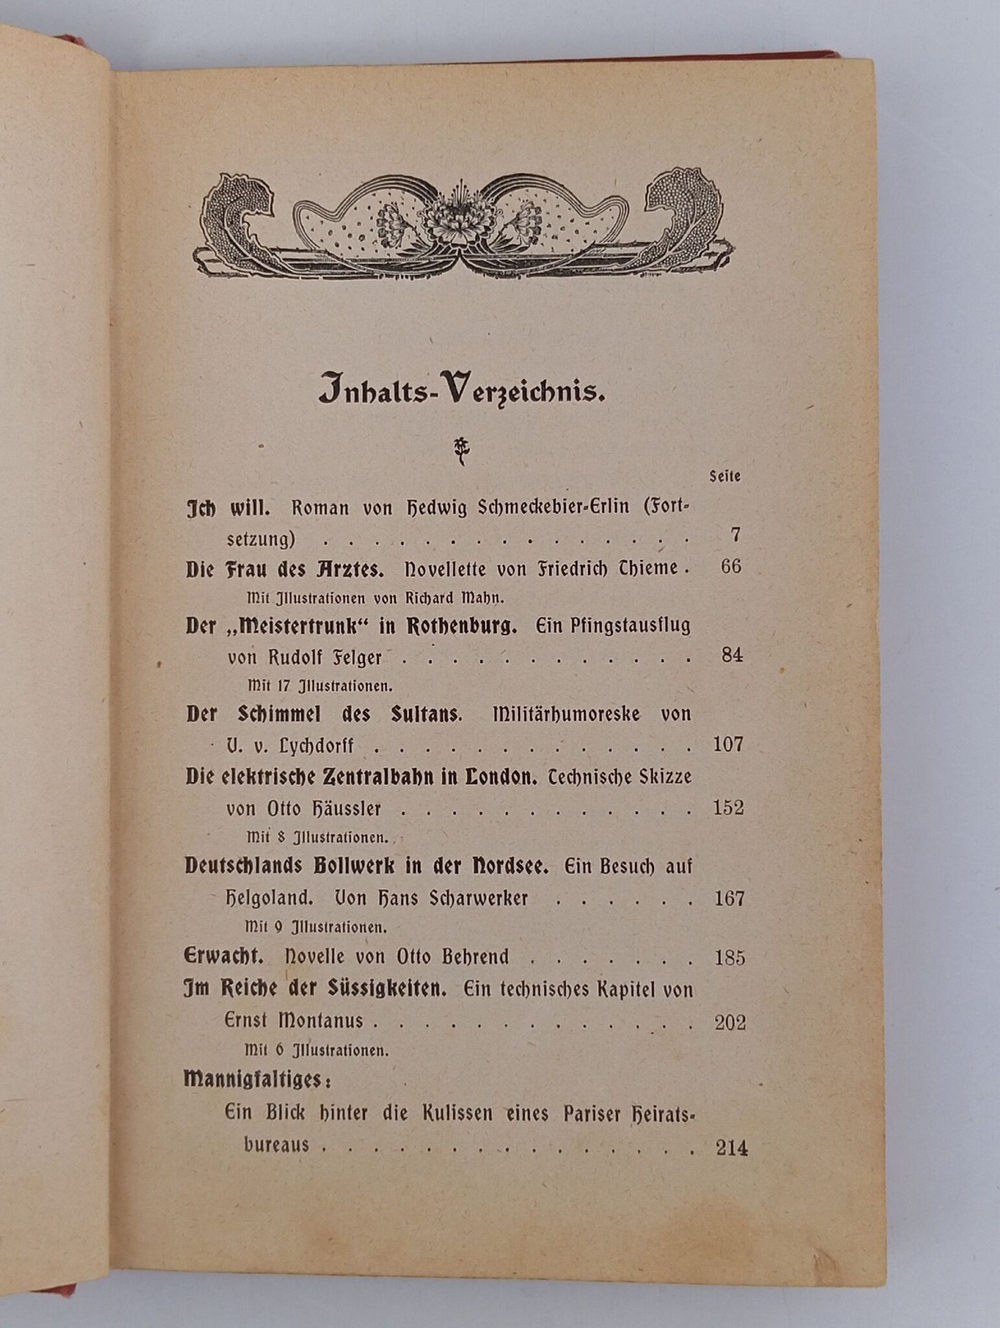 Inhalts-Verzeichnis.
Seite
Ich will. Roman von Hedwig Schmeckebier-Erlin (Fort-
setzung) . . . . . . . . . . . . . . . 7
Die Frau des Arztes. Novellette von Friedrich Thieme . 66
Mit Illustrationen von Richard Mahn.
Der „Meistertrunk“ in Rothenburg. Ein Pfingstausflug
von Rudolf Felger . . . . . . . . . . . . 84
Mit 17 Illustrationen.
Der Schimmel des Sultans. Militärhumoreske von
U. v. Lychdorff . . . . . . . . . . . . . 107
Die elektrische Zentralbahn in London. Technische Skizze
von Otto Häussler . . . . . . . . . . . . 152
Mit 8 Illustrationen.
Deutschlands Bollwerk in der Nordsee. Ein Besuch auf
Helgoland. Von Hans Scharwerker . . . . . . 167
Mit 9 Illustrationen.
Erwacht. Novelle von Otto Behrend . . . . . . . 185
Im Reiche der Süssigkeiten. Ein technisches Kapitel von
Ernst Montanus . . . . . . . . . . . . . 202
Mit 6 Illustrationen.
Mannigfaltiges:
Ein Blick hinter die Kulissen eines Pariser Heirats-
bureaus . . . . . . . . . . . . . . . 214